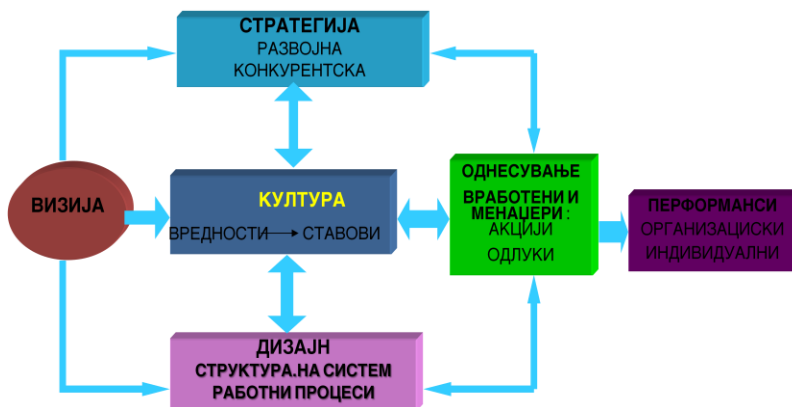 СТРАТЕГИЈА
РАЗВОЈНА
КОНКУРЕНТСКА
ВИЗИЈА
КУЛТУРА
ВРЕДНОСТИ СТАВОВИ
ОДНЕСУВАЊЕ
ВРАБОТЕНИ И
МЕНАЏЕРИ :
АКЦИЈИ
ОДЛУКИ
ПЕРФОМАНСИ
ОРГАНИЗАЦИСКИ
ИНДИВИДУАЛНИ
ДИЗАЈН
СТРУКТУРА.НА СИСТЕМ
РАБОТНИ ПРОЦЕСИ